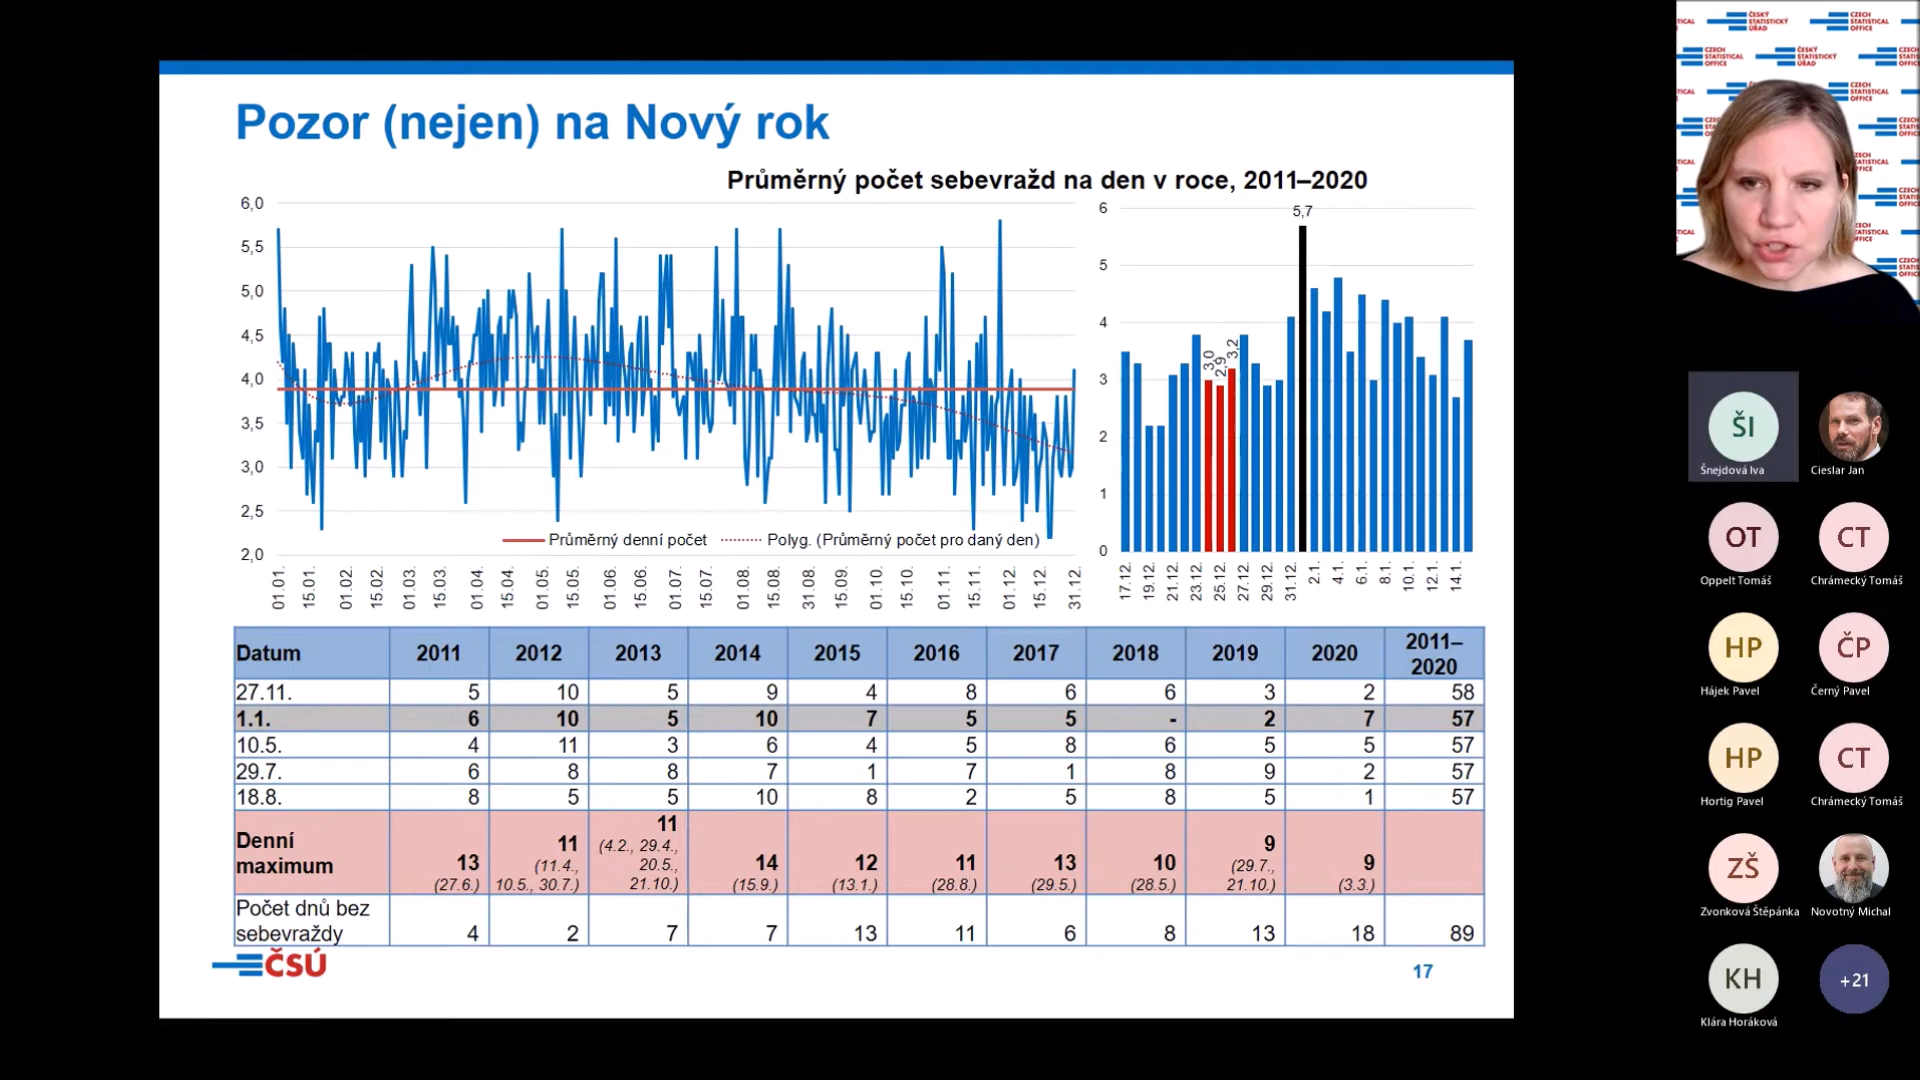 Pozor (nejen) na Nový rok
Průměrný počet sebevražd na den v roce, 2011–2020
6,0
5,5
5,0
4,5
4,0
3,5
3,0
2,5
2,0
Průměrný denní počet
Polyg. (Průměrný počet pro daný den)
01.01. 15.01. 01.02. 15.02. 01.03. 15.03. 01.04. 15.04. 01.05. 15.05. 01.06. 15.06. 01.07. 15.07. 01.08. 15.08. 31.08. 15.09. 01.10. 15.10. 01.11. 15.11. 01.12. 15.12. 31.12.
6
5
4
3
2
1
0
5,7
3,0 2,9 3,2
17.12. 19.12. 21.12. 23.12. 25.12. 27.12. 29.12. 31.12. 2.1. 4.1. 6.1. 8.1. 10.1. 12.1. 14.1.
Datum 2011 2012 2013 2014 2015 2016 2017 2018 2019 2020 2011–2020
27.11. 5 10 5 9 4 8 6 6 3 2 58
1.1. 6 10 5 10 7 5 5 - 2 7 57
10.5. 4 11 3 6 4 5 8 6 5 5 57
29.7. 6 8 8 7 1 7 1 8 9 2 57
18.8. 8 5 5 10 8 2 5 8 5 1 57
Denní maximum
13 (27.6.)
11 (11.4., 10.5., 30.7.)
11 (4.2., 29.4., 20.5., 21.10.)
14 (15.9.)
12 (13.1.)
11 (28.8.)
13 (29.5.)
10 (28.5.)
9 (29.7., 21.10.)
9 (3.3.)
Počet dnů bez sebevraždy 4 2 7 7 13 11 6 8 13 18 89
ČSÚ
17
ČESKÝ STATISTICKÝ ÚŘAD
CZECH STATISTICAL OFFICE
ŠI
Šnejdová Iva
Cieslar Jan
OT
Oppelt Tomáš
CT
Chrámecký Tomáš
HP
Hájek Pavel
ČP
Černý Pavel
HP
Hortig Pavel
CT
Chrámecký Tomáš
ZŠ
Zvonková Štěpánka
Novotný Michal
KH
Klára Horáková
+21